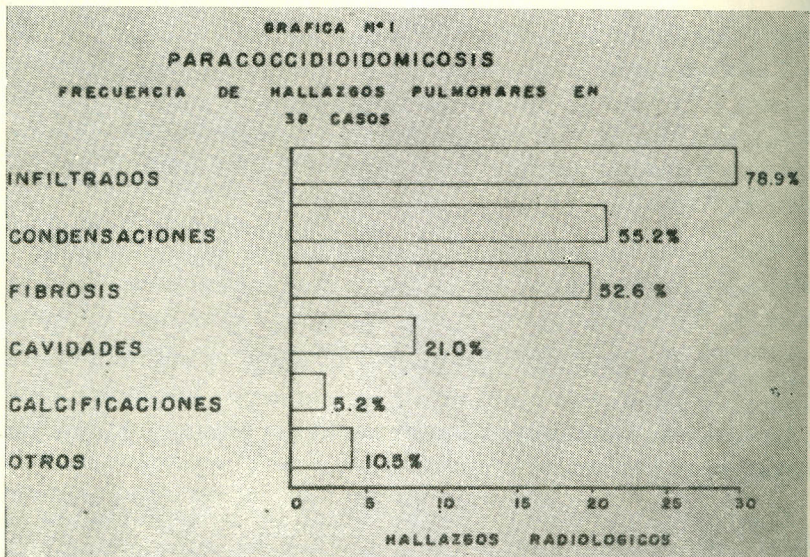 GRAFICA Nº 1
PARACOCCIDIOIDOMICOSIS
FRECUENCIA DE HALLAZGOS PULMONARES EN
38 CASOS
INFILTRADOS 78.9%
CONDENSACIONES 55.2%
FIBROSIS 52.6 %
CAVIDADES 21.0%
CALCIFICACIONES 5.2%
OTROS 10.5%
0 5 10 15 20 25 30
HALLAZGOS RADIOLOGICOS